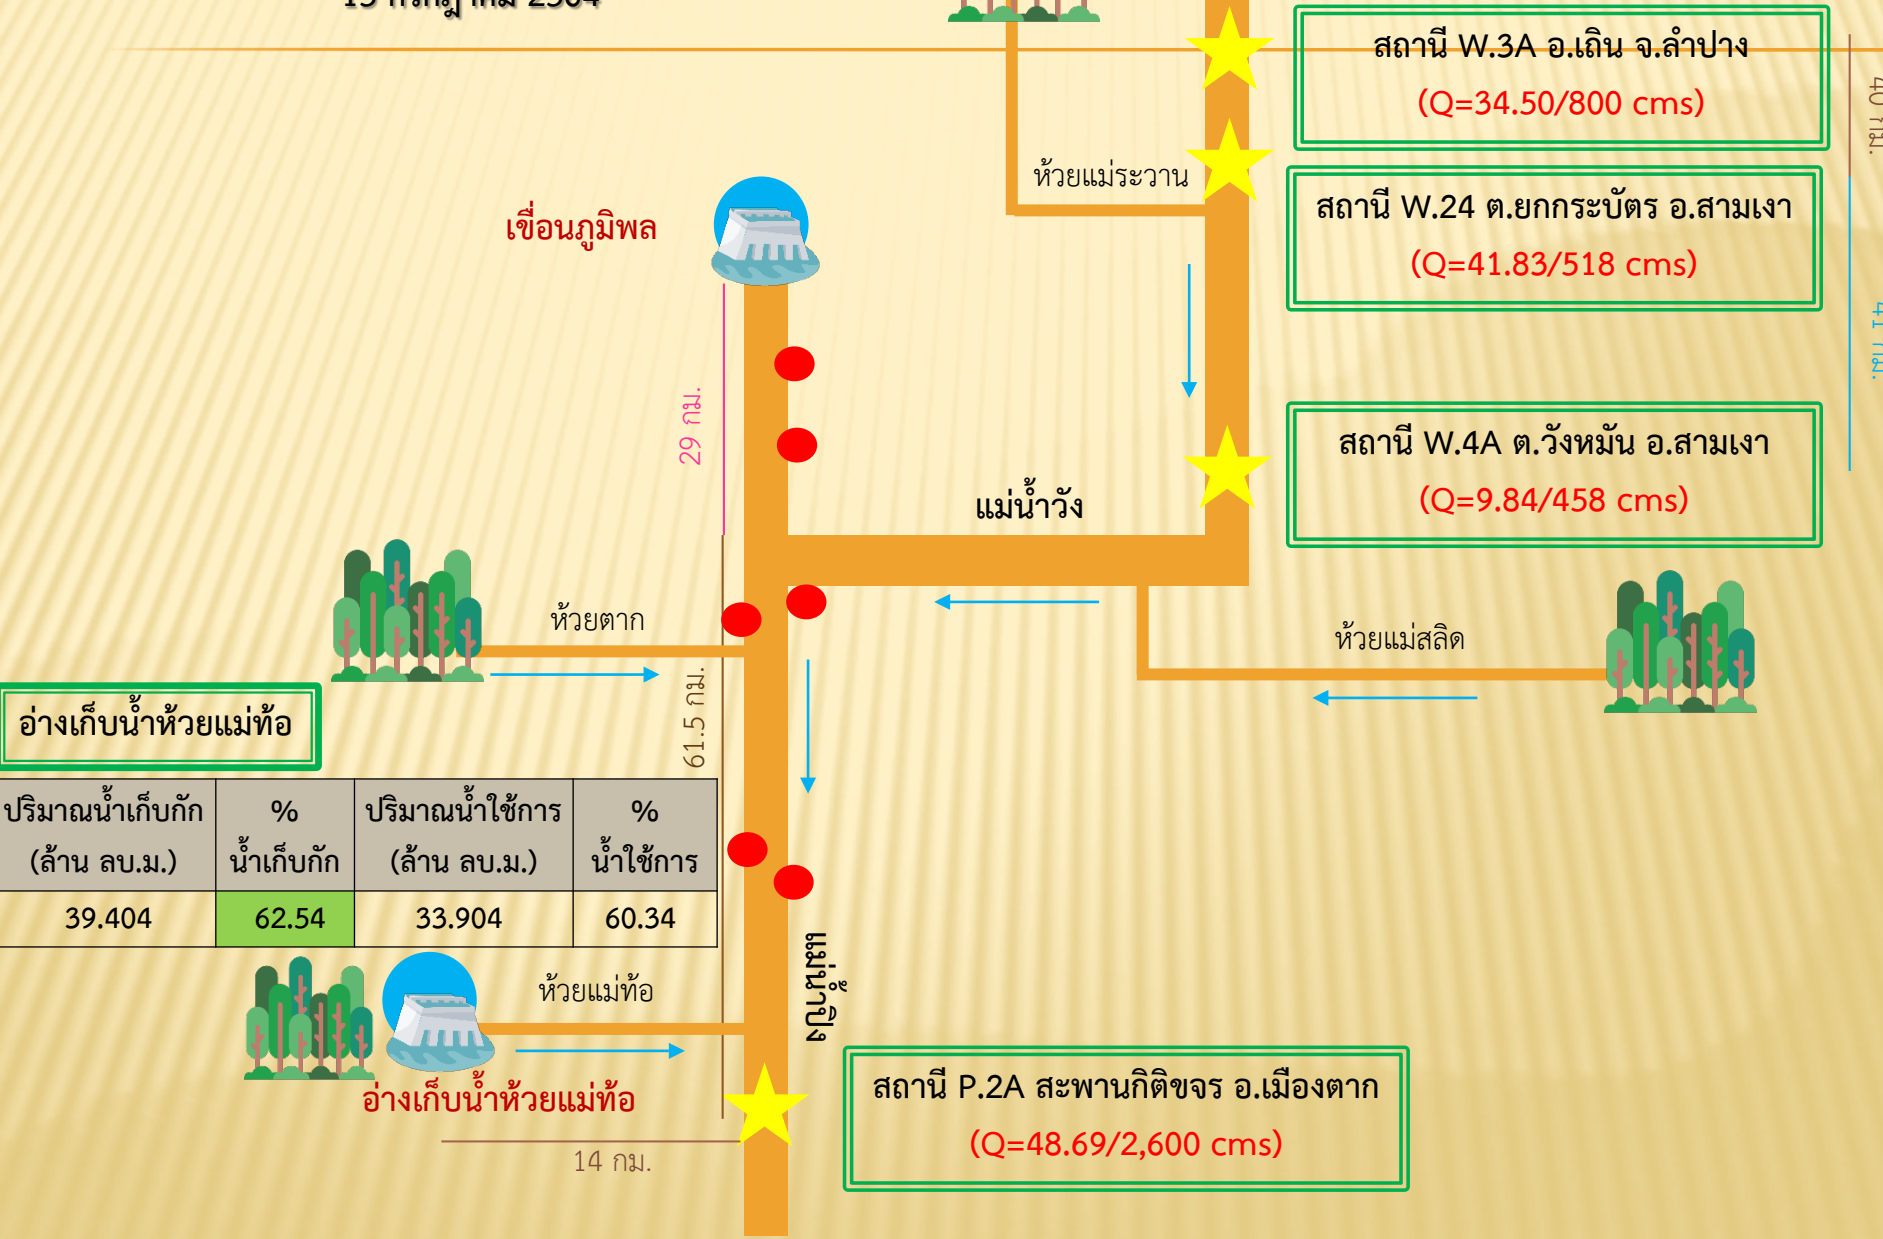 สถานี W.3A อ.เถิน จ.ลำปาง
(Q=34.50/800 cms)
40 กม.
ห้วยแม่ระวาน
สถานี W.24 ต.ยกกระบัตร อ.สามเงา
(Q=41.83/518 cms)
เขื่อนภูมิพล
41 กม.
29 กม.
สถานี W.4A ต.วังหมัน อ.สามเงา
(Q=9.84/458 cms)
แม่น้ำวัง
ห้วยตาก
ห้วยแม่สลิด
61.5 กม.
อ่างเก็บน้ำห้วยแม่ท้อ
ปริมาณน้ำเก็บกัก % ปริมาณน้ำใช้การ %
(ล้าน ลบ.ม.) น้ำเก็บกัก (ล้าน ลบ.ม.) น้ำใช้การ
39.404 62.54 33.904 60.34
แม่น้ำปิง
ห้วยแม่ท้อ
อ่างเก็บน้ำห้วยแม่ท้อ
สถานี P.2A สะพานกิติขจร อ.เมืองตาก
(Q=48.69/2,600 cms)
14 กม.